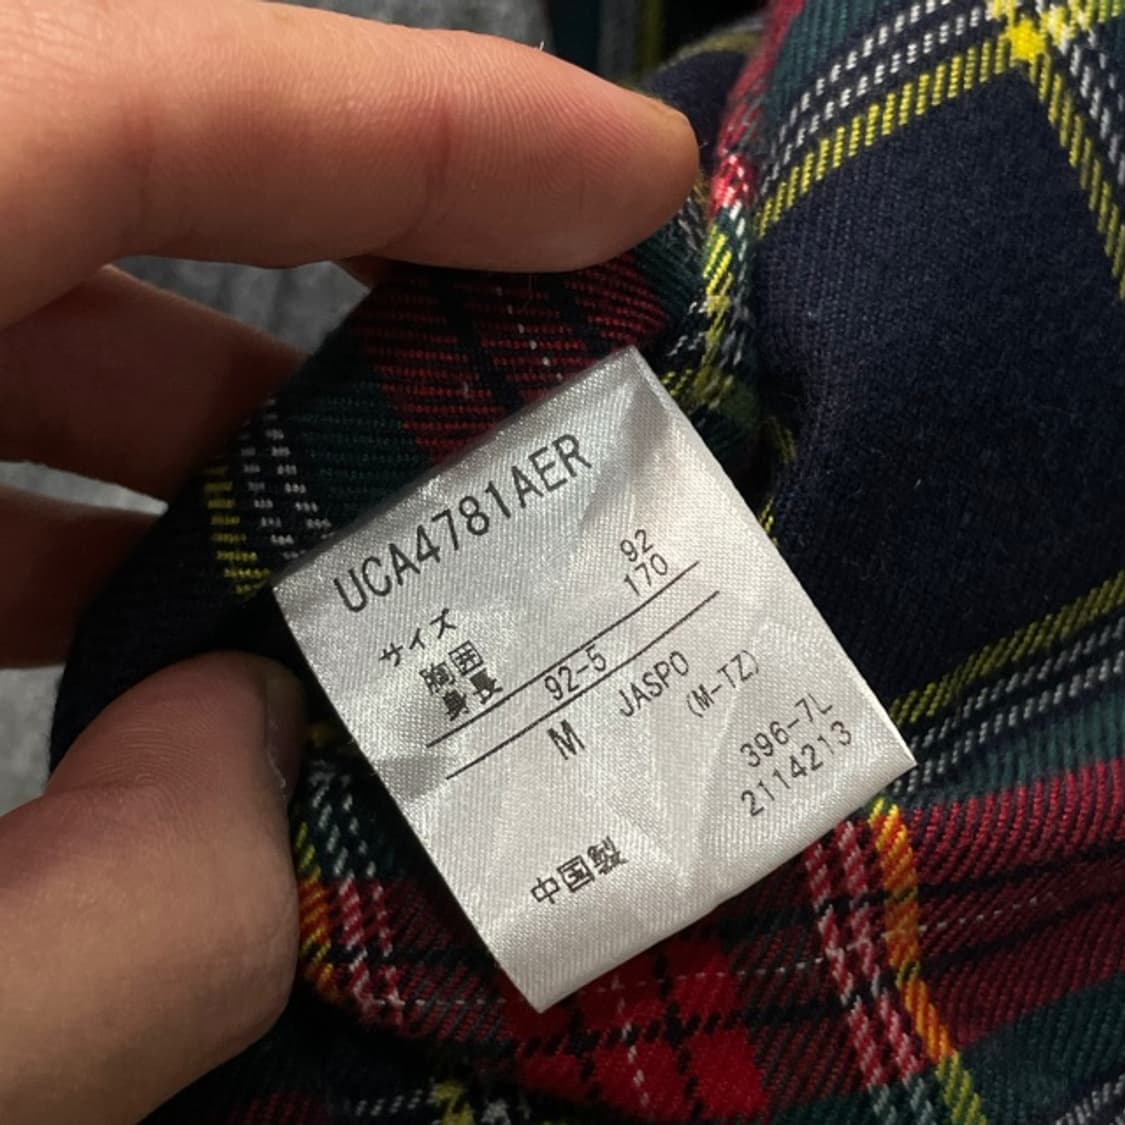 UCA4781AER
サイズ
胸囲 92
身長 170
92-5
M JASPO
(M-TZ)
396-7L
2114213
中国製